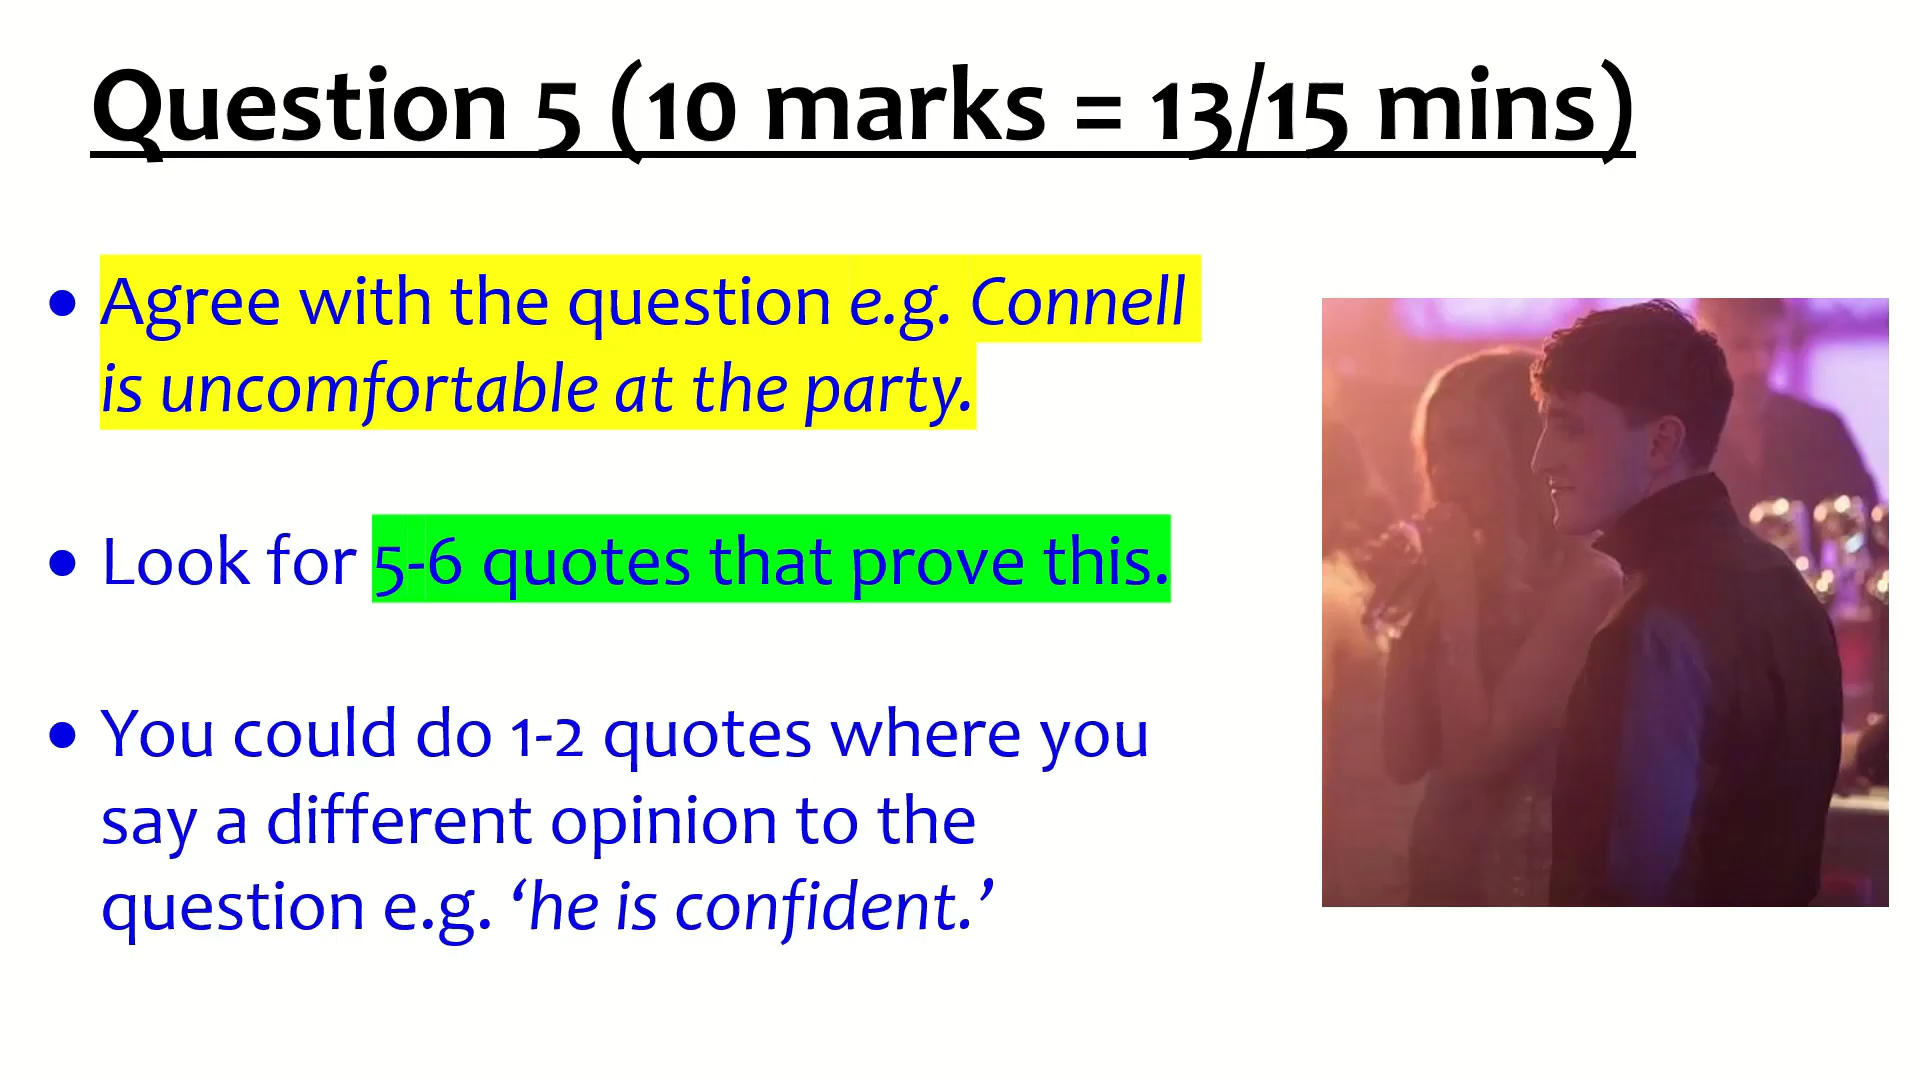 Question 5 (10 marks = 13/15 mins)
● Agree with the question e.g. Connell
is uncomfortable at the party.
● Look for 5-6 quotes that prove this.
● You could do 1-2 quotes where you
say a different opinion to the
question e.g. ‘he is confident.’